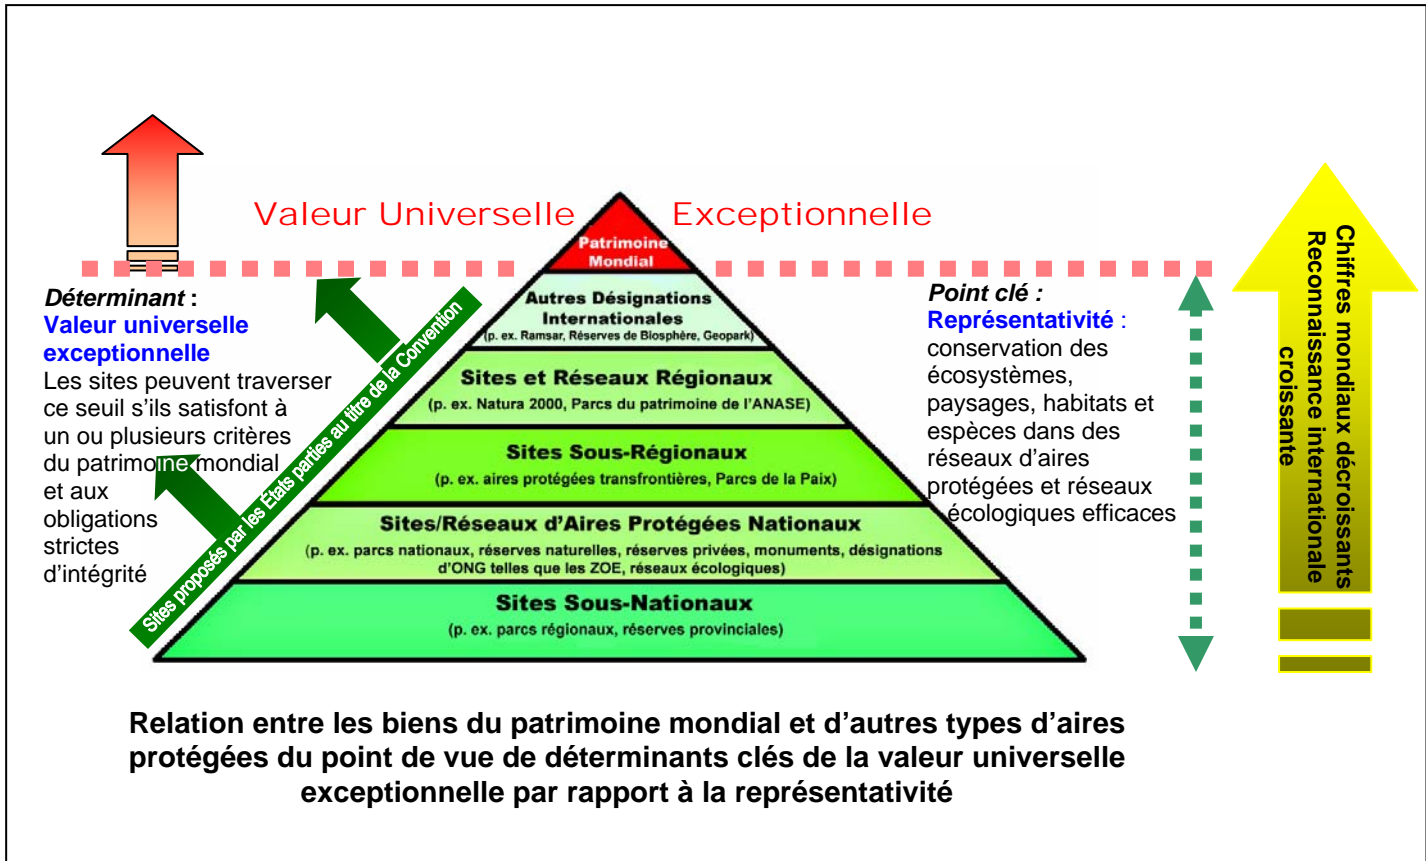 Valeur Universelle Exceptionnelle
Patrimoine
Mondial
Déterminant :
Valeur universelle
exceptionnelle
Les sites peuvent traverser
ce seuil s'ils satisfont à
un ou plusieurs critères
du patrimoine mondial
et aux
obligations
strictes
d'intégrité
Sites proposés par les Etats parties au titre de la Convention
Autres Désignations
Internationales
(p. ex. Ramsar, Réserves de Biosphère, Geopark)
Sites et Réseaux Régionaux
(p. ex. Natura 2000, Parcs du patrimoine de l'ANASE)
Sites Sous-Régionaux
(p. ex. aires protégées transfrontières, Parcs de la Paix)
Sites/Réseaux d'Aires Protégées Nationaux
(p. ex. parcs nationaux, réserves naturelles, réserves privées, monuments, désignations
d'ONG telles que les ZOE, réseaux écologiques)
Sites Sous-Nationaux
(p. ex. parcs régionaux, réserves provinciales)
Point clé :
Représentativité :
conservation des
écosystèmes,
paysages, habitats et
espèces dans des
réseaux d'aires
protégées et réseaux
écologiques efficaces
Chiffres mondiaux décroissants
Reconnaissance internationale
croissante
Relation entre les biens du patrimoine mondial et d'autres types d'aires
protégées du point de vue de déterminants clés de la valeur universelle
exceptionnelle par rapport à la représentativité